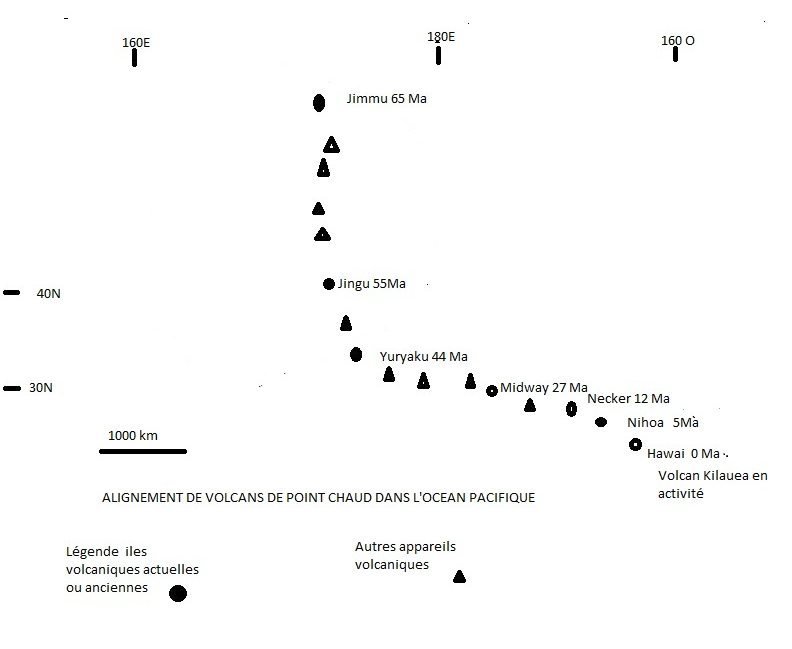 160E
180E
160 O
Jimmu 65 Ma
Jingu 55Ma
40N
Yuryaku 44 Ma
30N
Midway 27 Ma
Necker 12 Ma
Nihoa 5Ma
1000 km
Hawai 0 Ma
Volcan Kilauea en
activité
ALIGNEMENT DE VOLCANS DE POINT CHAUD DANS L'OCEAN PACIFIQUE
Légende iles
volcaniques actuelles
ou anciennes
Autres appareils
volcaniques